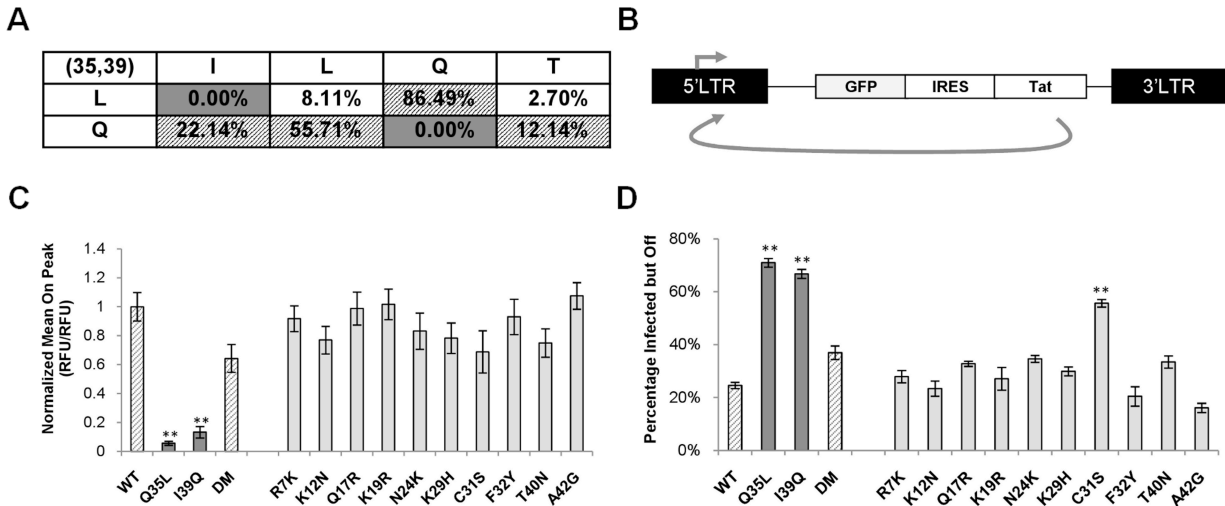 A
(35,39) I L Q T
L 0.00% 8.11% 86.49% 2.70%
Q 22.14% 55.71% 0.00% 12.14%
B
5'LTR GFP IRES Tat 3'LTR
C
Normalized Mean On Peak
(RFU/RFU)
1.4
1.2
1
0.8
0.6
0.4
0.2
0
** **
WT Q35L I39Q DM R7K K12N Q17R K19R N24K K29H C31S F32Y T40N A42G
D
Percentage Infected but Off
80%
60%
40%
20%
0%
** ** **
WT Q35L I39Q DM R7K K12N Q17R K19R N24K K29H C31S F32Y T40N A42G